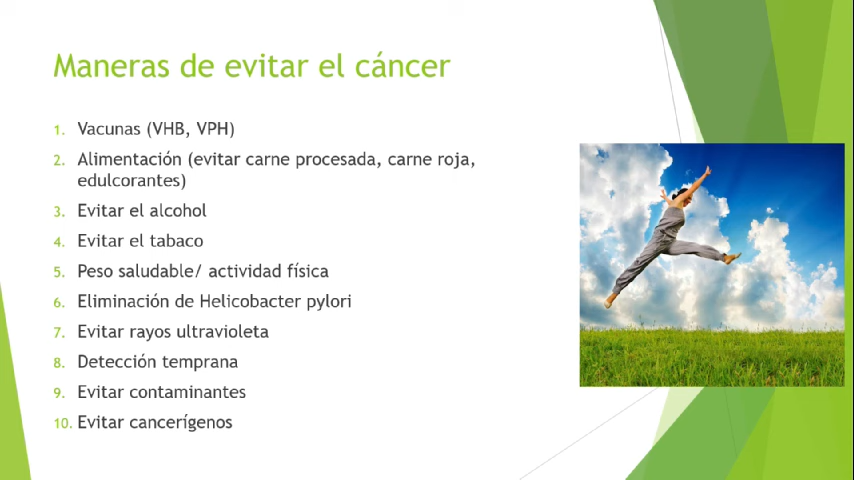 Maneras de evitar el cáncer
1. Vacunas (VHB, VPH)
2. Alimentación (evitar carne procesada, carne roja,
edulcorantes)
3. Evitar el alcohol
4. Evitar el tabaco
5. Peso saludable/ actividad física
6. Eliminación de Helicobacter pylori
7. Evitar rayos ultravioleta
8. Detección temprana
9. Evitar contaminantes
10. Evitar cancerígenos